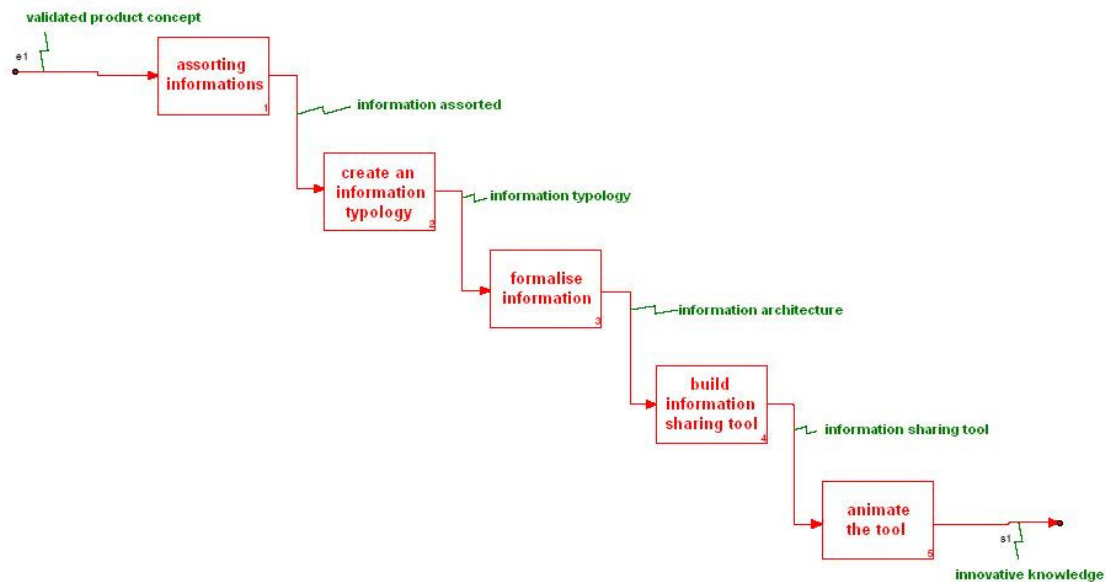 validated product concept
e1
assorting
informations
1
information assorted
create an
information
typology
2
information typology
formalise
information
3
information architecture
build
information
sharing tool
4
information sharing tool
animate
the tool
5
s1
innovative knowledge